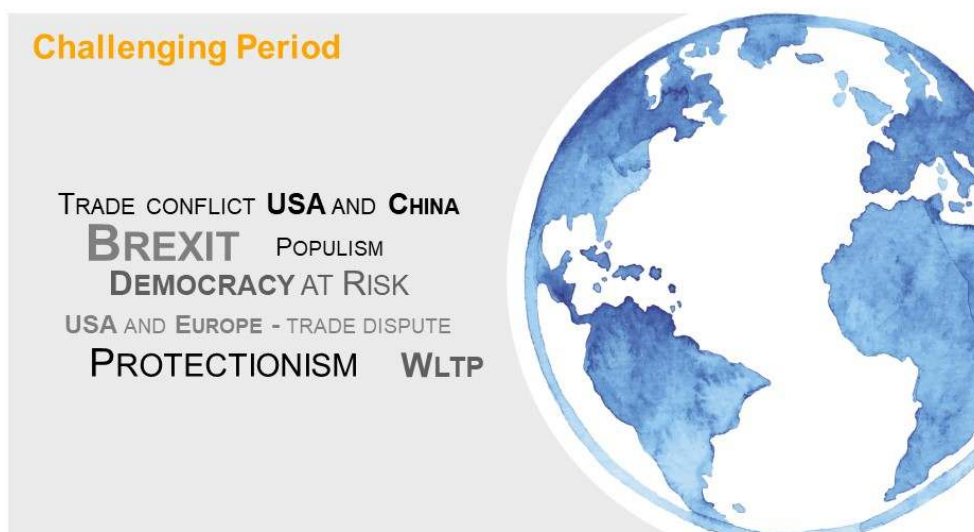 Challenging Period
TRADE CONFLICT USA AND CHINA
BREXIT POPULISM
DEMOCRACY AT RISK
USA AND EUROPE - TRADE DISPUTE
PROTECTIONISM WLTP